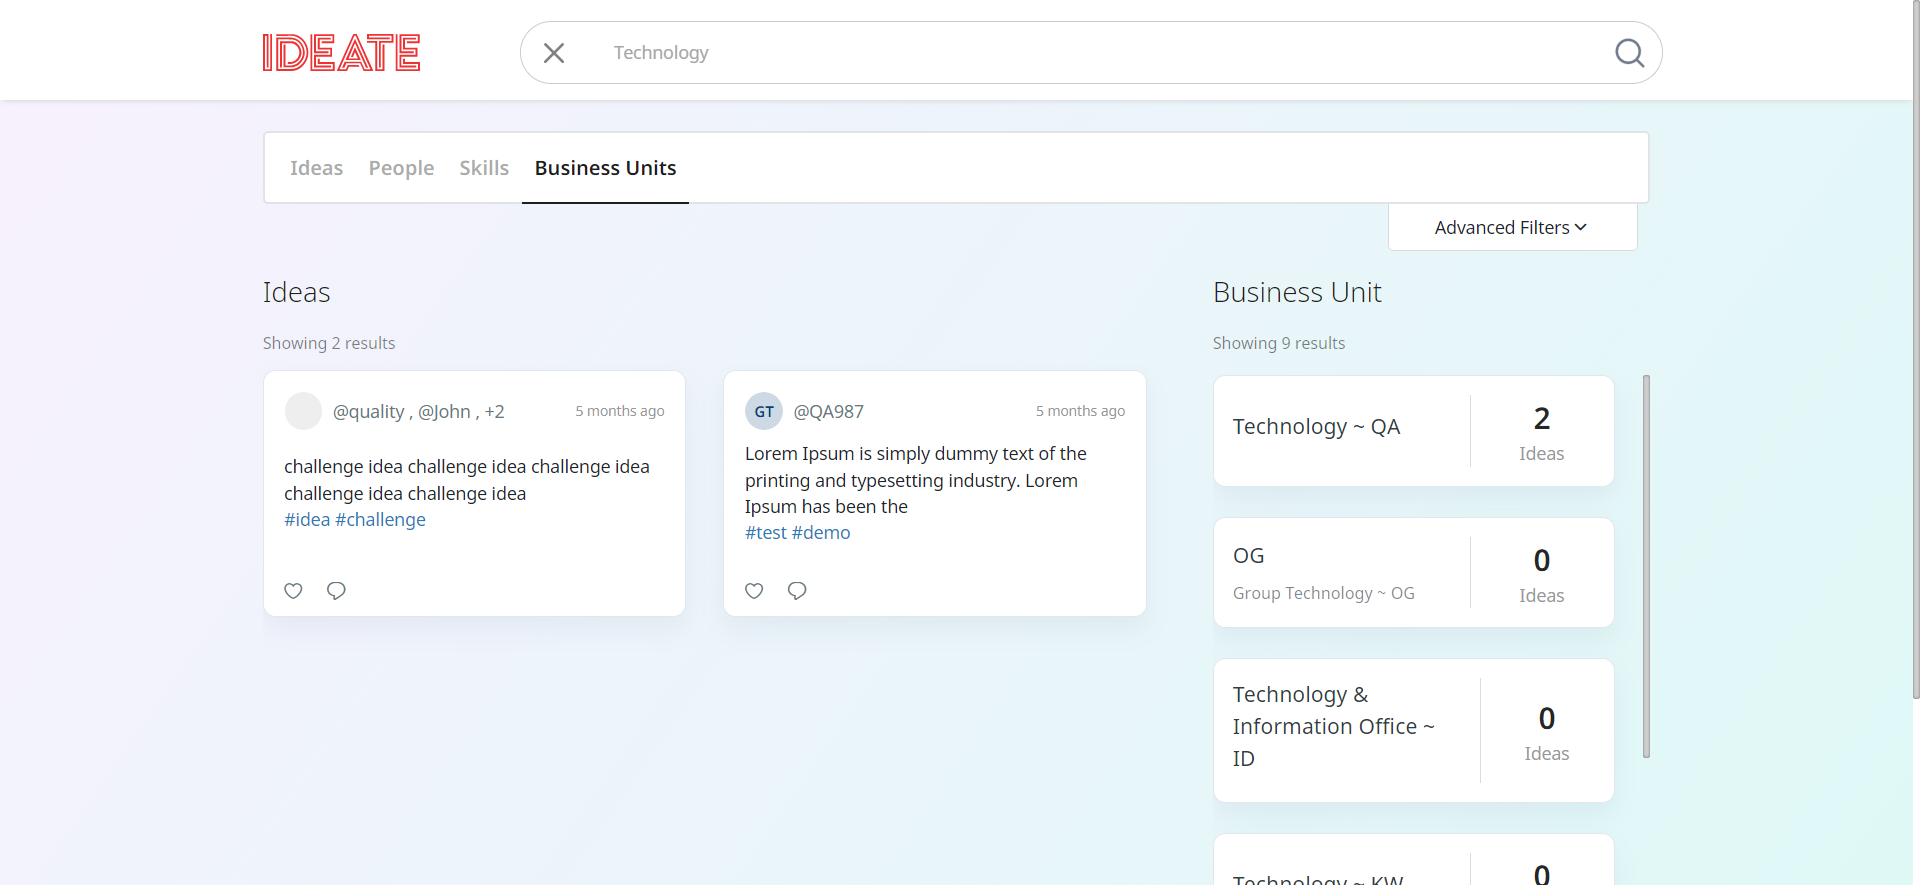 IDEATE
Technology
Ideas People Skills Business Units
Advanced Filters
Ideas
Showing 2 results
@quality , @John , +2 5 months ago
challenge idea challenge idea challenge idea
challenge idea challenge idea
#idea #challenge
GT @QA987 5 months ago
Lorem Ipsum is simply dummy text of the
printing and typesetting industry. Lorem
Ipsum has been the
#test #demo
Business Unit
Showing 9 results
Technology ~ QA
2
Ideas
OG
Group Technology ~ OG
0
Ideas
Technology &
Information Office ~
ID
0
Ideas
Technology ~ KW
0